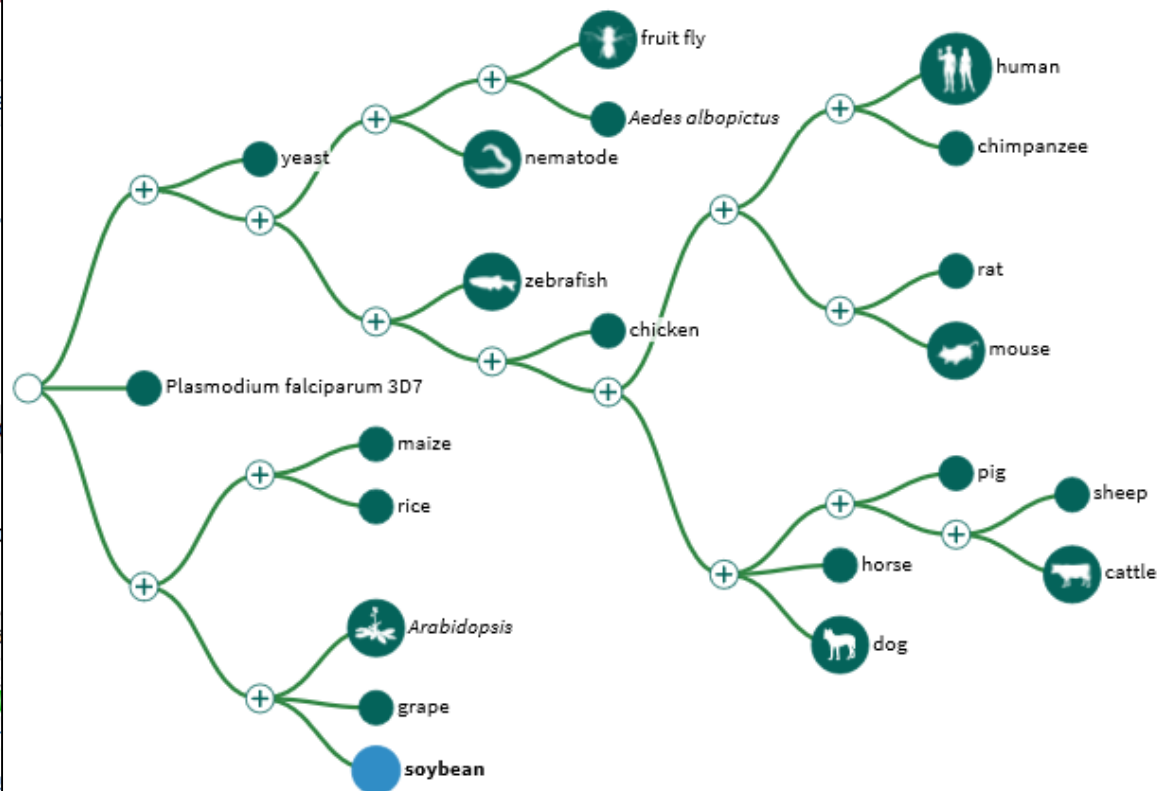 fruit fly
human
Aedes albopictus
chimpanzee
yeast
nematode
rat
zebrafish
chicken
mouse
Plasmodium falciparum 3D7
maize
pig
sheep
rice
horse
cattle
Arabidopsis
dog
grape
soybean